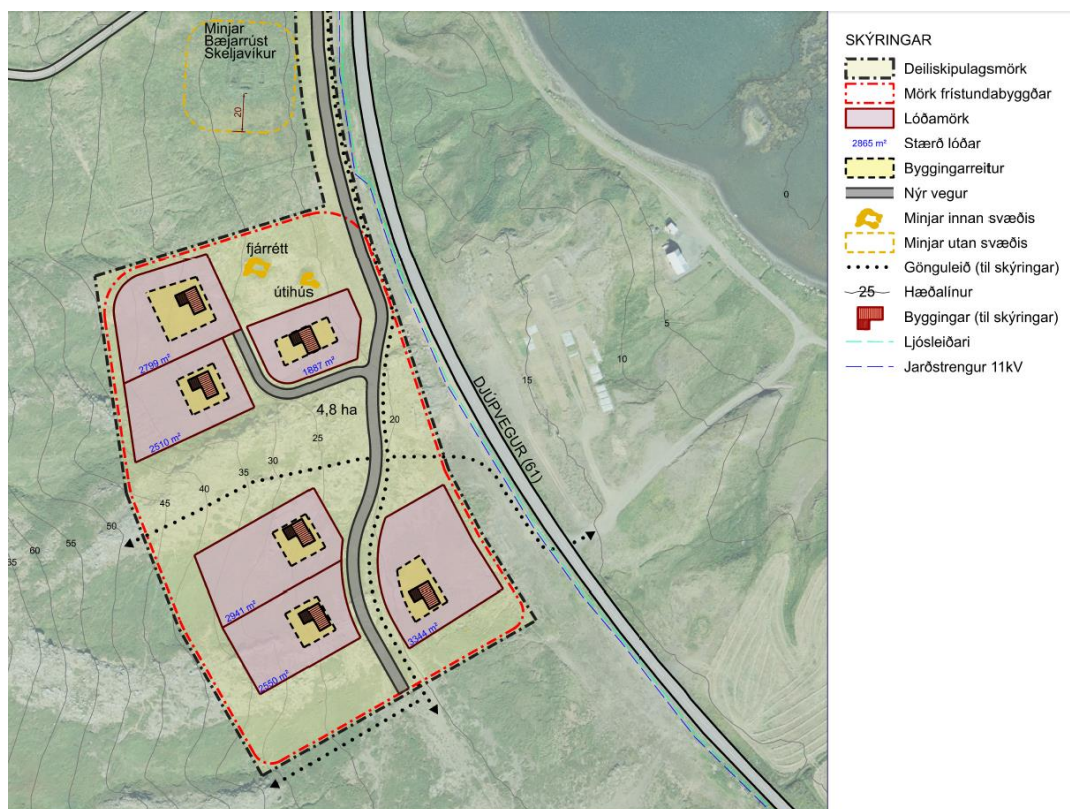 Minjar
Bæjarrúst
Skeljavíkur
20
fjárrétt
útihús
2799 m²
1887 m²
2510 m²
4,8 ha
20
25
30
35
40
45
50
55
60
65
2941 m²
2550 m²
3344 m²
DJÚPVEGUR (61)
15
10
5
0
SKÝRINGAR
Deiliskipulagsmörk
Mörk frístundabyggðar
Lóðamörk
2865 m² Stærð lóðar
Byggingarreitur
Nýr vegur
Minjar innan svæðis
Minjar utan svæðis
Gönguleið (til skýringar)
25 Hæðalínur
Byggingar (til skýringar)
Ljósleiðari
Jarðstrengur 11kV